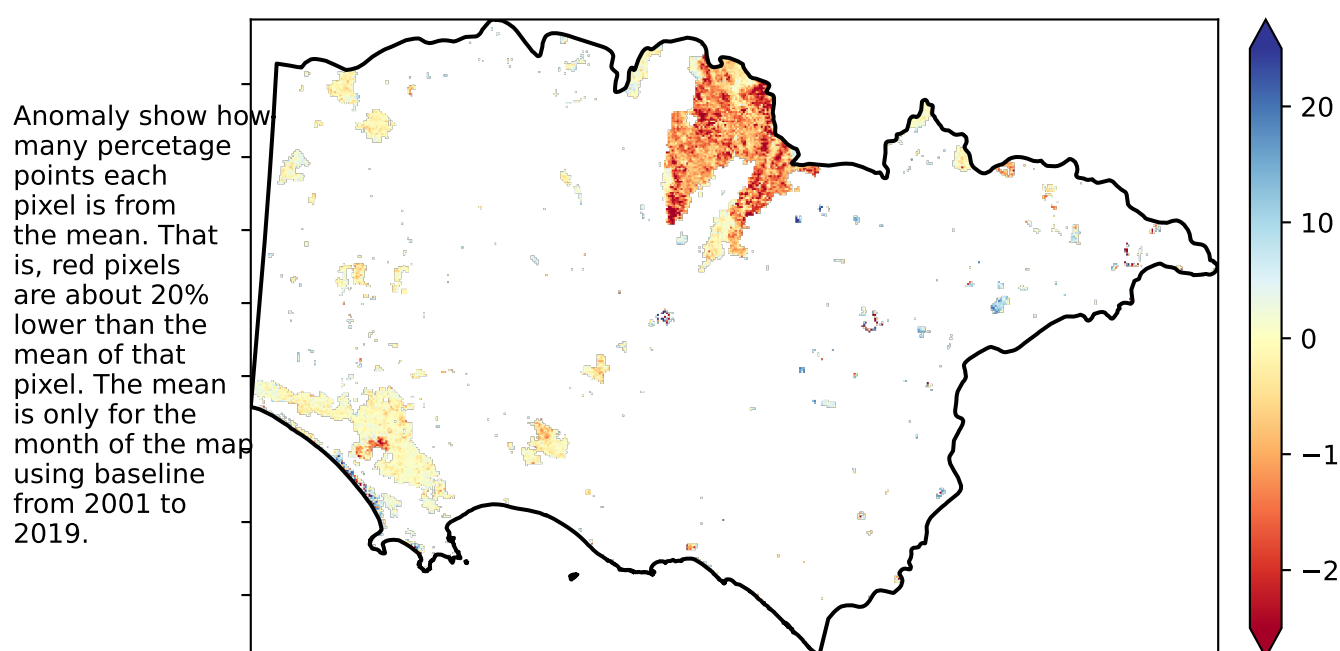 Anomaly show how
many percetage
points each
pixel is from
the mean. That
is, red pixels
are about 20%
lower than the
mean of that
pixel. The mean
is only for the
month of the map
using baseline
from 2001 to
2019.
20
10
0
−1
−2